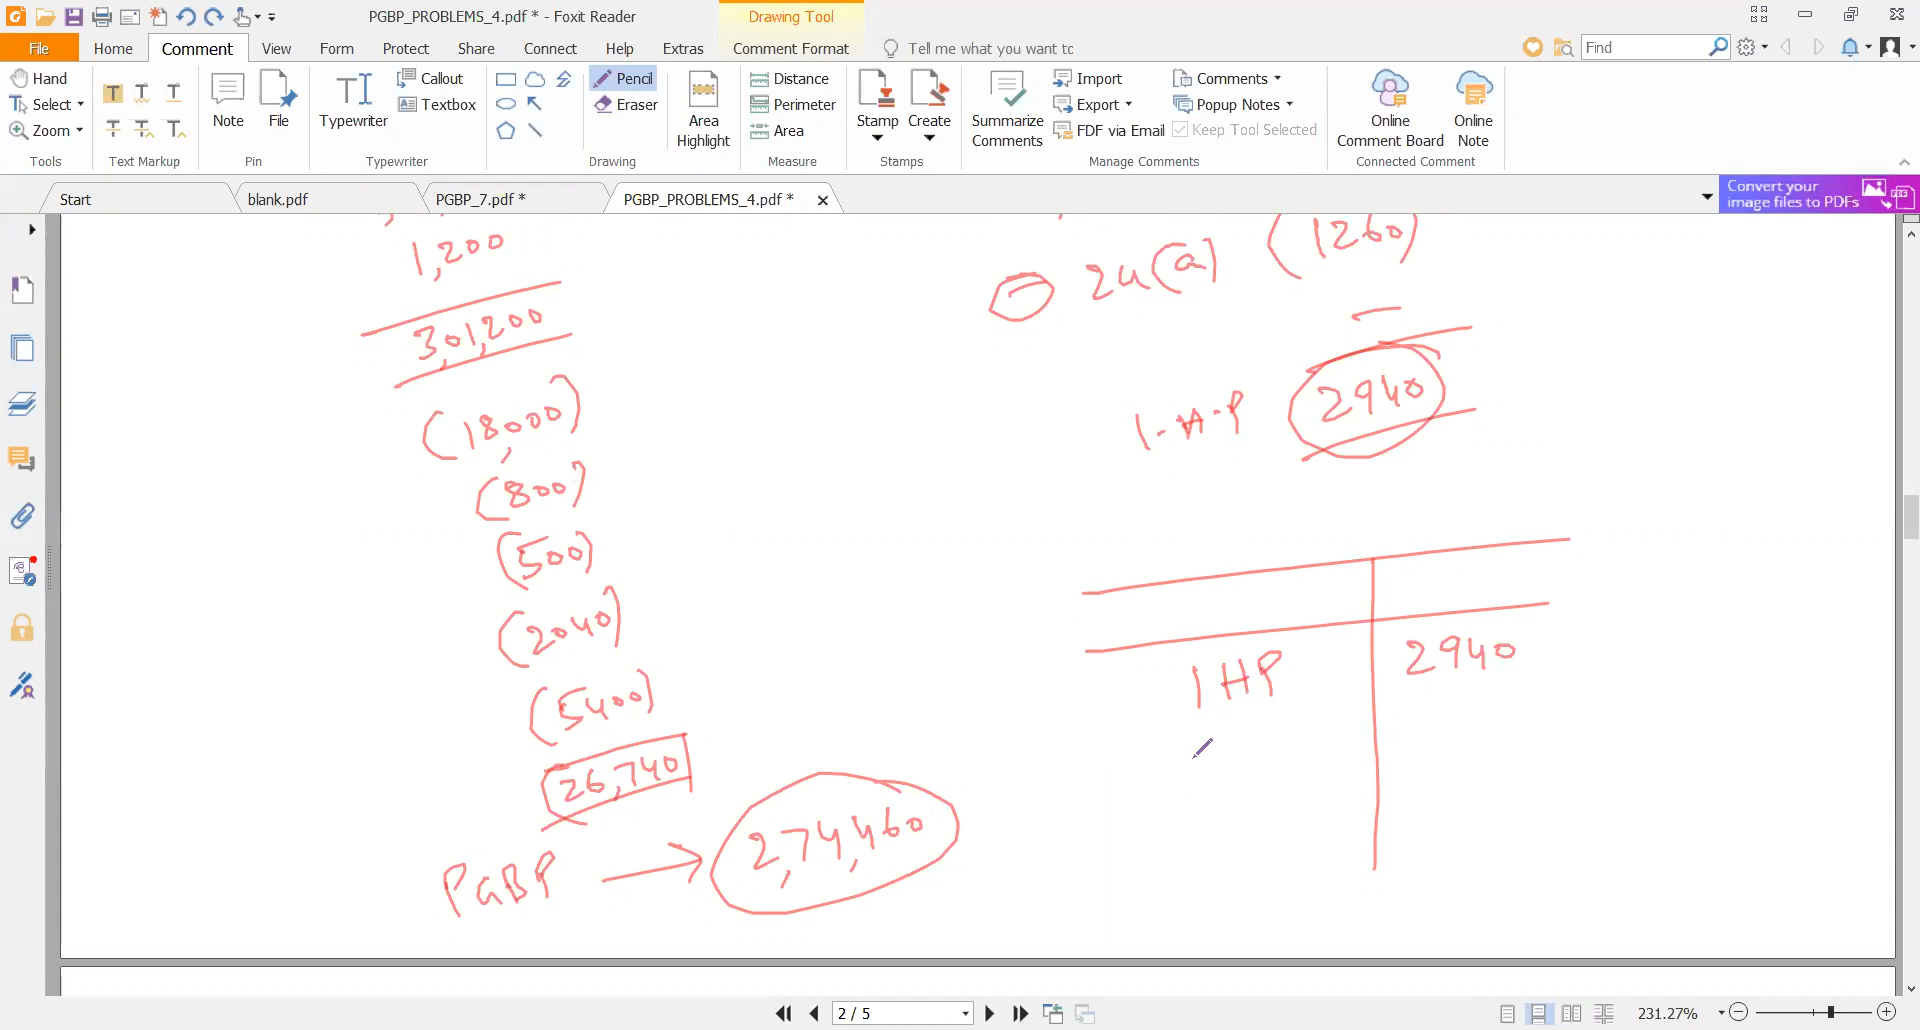 PGBP_PROBLEMS_4.pdf * - Foxit Reader
Drawing Tool
File Home Comment View Form Protect Share Connect Help Extras Comment Format Tell me what you want to Find
Hand
Select
Zoom
Tools
T T T
T T T
Text Markup
Note File
Pin
Typewriter
Callout
Textbox
Typewriter
Pencil
Eraser
Drawing
Area
Highlight
Distance
Perimeter
Area
Measure
Stamp Create
Stamps
Summarize
Comments
Import
Export
FDF via Email
Comments
Popup Notes
Keep Tool Selected
Manage Comments
Online
Comment Board
Online
Note
Connected Comment
Start blank.pdf PGBP_7.pdf * PGBP_PROBLEMS_4.pdf *
Convert your
image files to PDFs
1,200
3,01,200
(18,000)
(800)
(500)
(2040)
(5400)
26,740
PGBP → 2,74,460
24(a) (1260)
I-H-P 2940
IHP 2940
2 / 5
231.27%